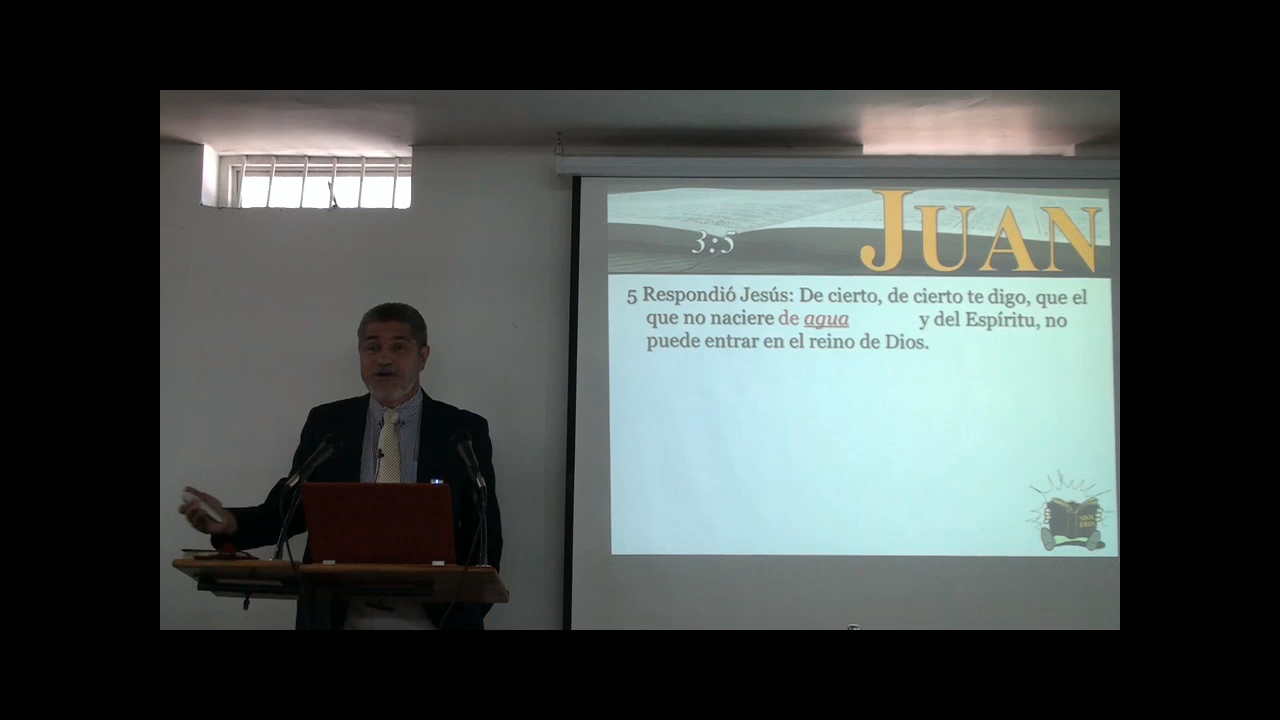 JUAN
3:5
5 Respondió Jesús: De cierto, de cierto te digo, que el
que no naciere de agua y del Espíritu, no
puede entrar en el reino de Dios.